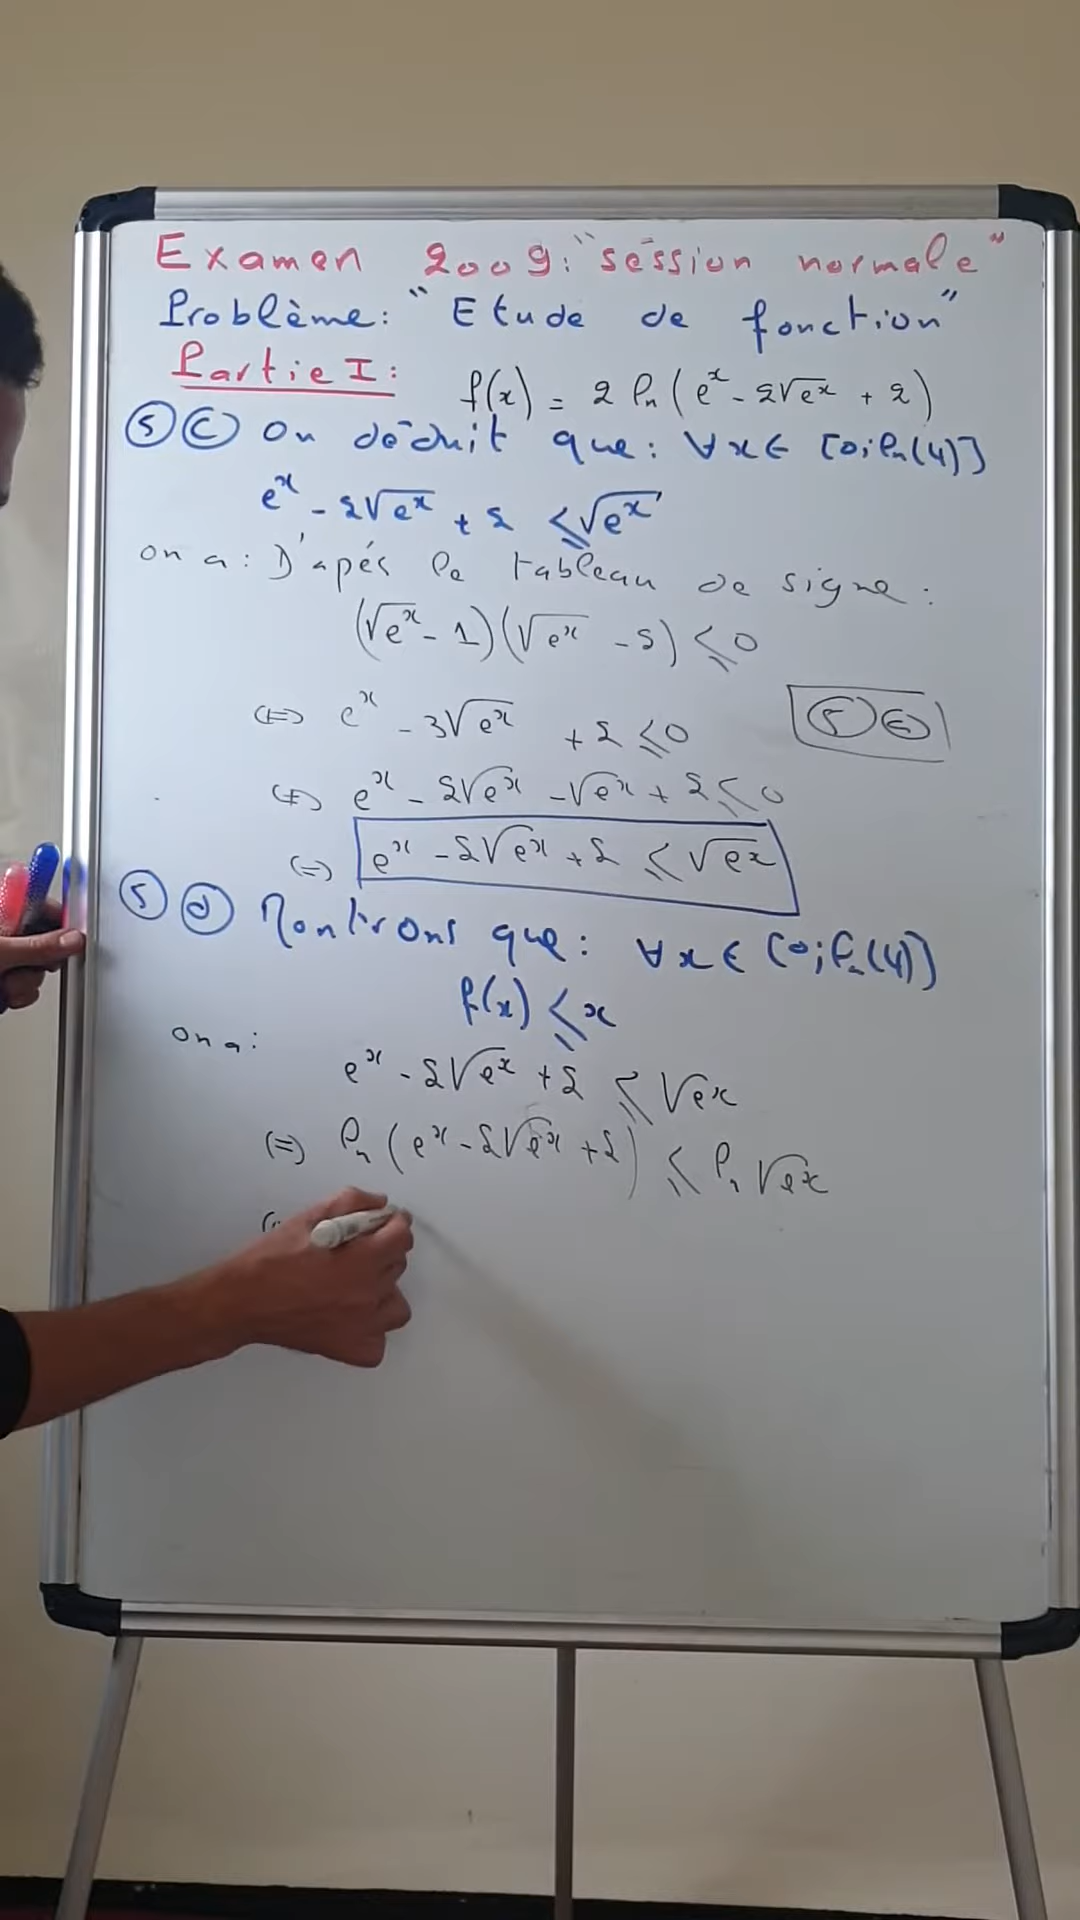 Examen 2009: "session normale"
Problème: "Etude de fonction"
Partie I: f(x) = 2 ln(e^x - 2√e^x + 2)
5 c On déduit que: ∀x∈ [0;ln(4)]
e^x - 2√e^x + 2 ≤ √e^x
on a: D'apés le tableau de signe:
(√e^x - 1)(√e^x - 2) ≤ 0
(=) e^x - 3√e^x + 2 ≤ 0
(=) e^x - 2√e^x - √e^x + 2 ≤ 0
(=) e^x - 2√e^x + 2 ≤ √e^x
5 d Montrons que: ∀x∈ [0;ln(4)]
f(x) ≤ x
on a:
e^x - 2√e^x + 2 ≤ √e^x
(=) ln(e^x - 2√e^x + 2) ≤ ln √e^x